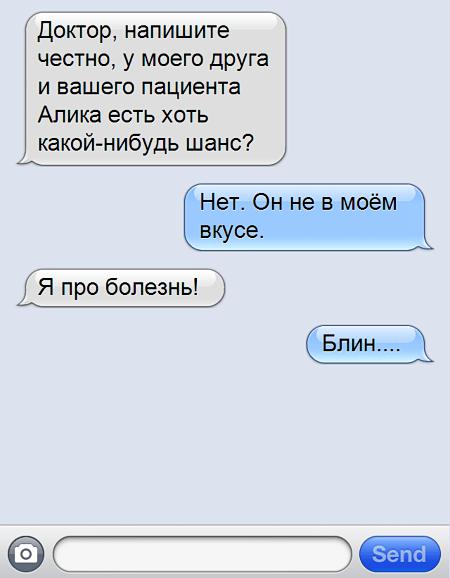 Доктор, напишите
честно, у моего друга
и вашего пациента
Алика есть хоть
какой-нибудь шанс?
Нет. Он не в моём
вкусе.
Я про болезнь!
Блин....
Send